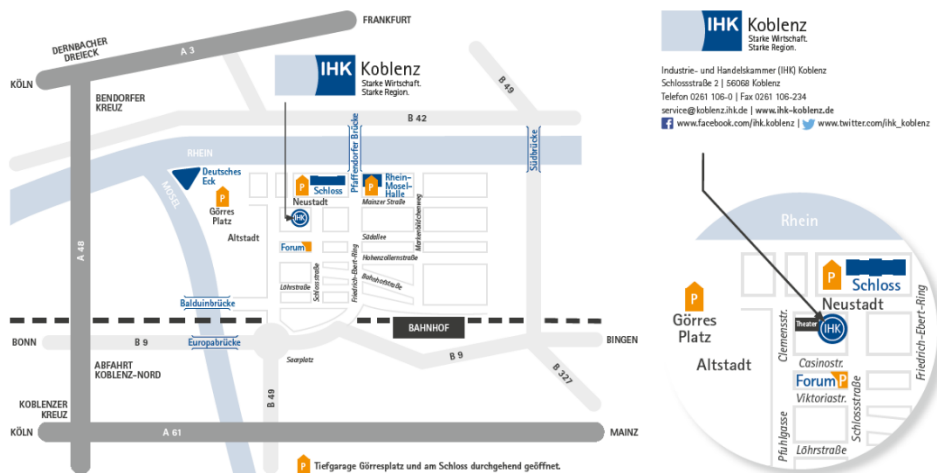 FRANKFURT
DERNBACHER
DREIECK
A 3
KÖLN
BENDORFER
KREUZ
IHK Koblenz
Starke Wirtschaft.
Starke Region.
B 49
B 42
RHEIN
MOSEL
Pfaffendorfer Brücke
Südbrücke
Deutsches
Eck
P
Görres
Platz
Altstadt
P
Schloss
Neustadt
P
Rhein-
Mosel-
Halle
Mainzer Straße
IHK
Markenbildchenweg
Südallee
Forum P
Hohenzollernstraße
Schlossstraße
Friedrich-Ebert-Ring
Bahnhofstraße
Löhrstraße
A 48
Balduinbrücke
BAHNHOF
BONN
B 9
Europabrücke
BINGEN
Saarplatz
B 9
ABFAHRT
KOBLENZ-NORD
B 49
B 327
KOBLENZER
KREUZ
KÖLN
A 61
MAINZ
P Tiefgarage Görresplatz und am Schloss durchgehend geöffnet.
IHK Koblenz
Starke Wirtschaft.
Starke Region.
Industrie- und Handelskammer (IHK) Koblenz
Schlossstraße 2 | 56068 Koblenz
Telefon 0261 106-0 | Fax 0261 106-234
service@koblenz.ihk.de | www.ihk-koblenz.de
www.facebook.com/ihk.koblenz | www.twitter.com/ihk_koblenz
Rhein
P
Schloss
Neustadt
P
Görres
Platz
Altstadt
Clemensstr.
Theater
IHK
Friedrich-Ebert-Ring
Casinostr.
Forum P
Viktoriastr.
Schlossstraße
Pfuhlgasse
Löhrstraße